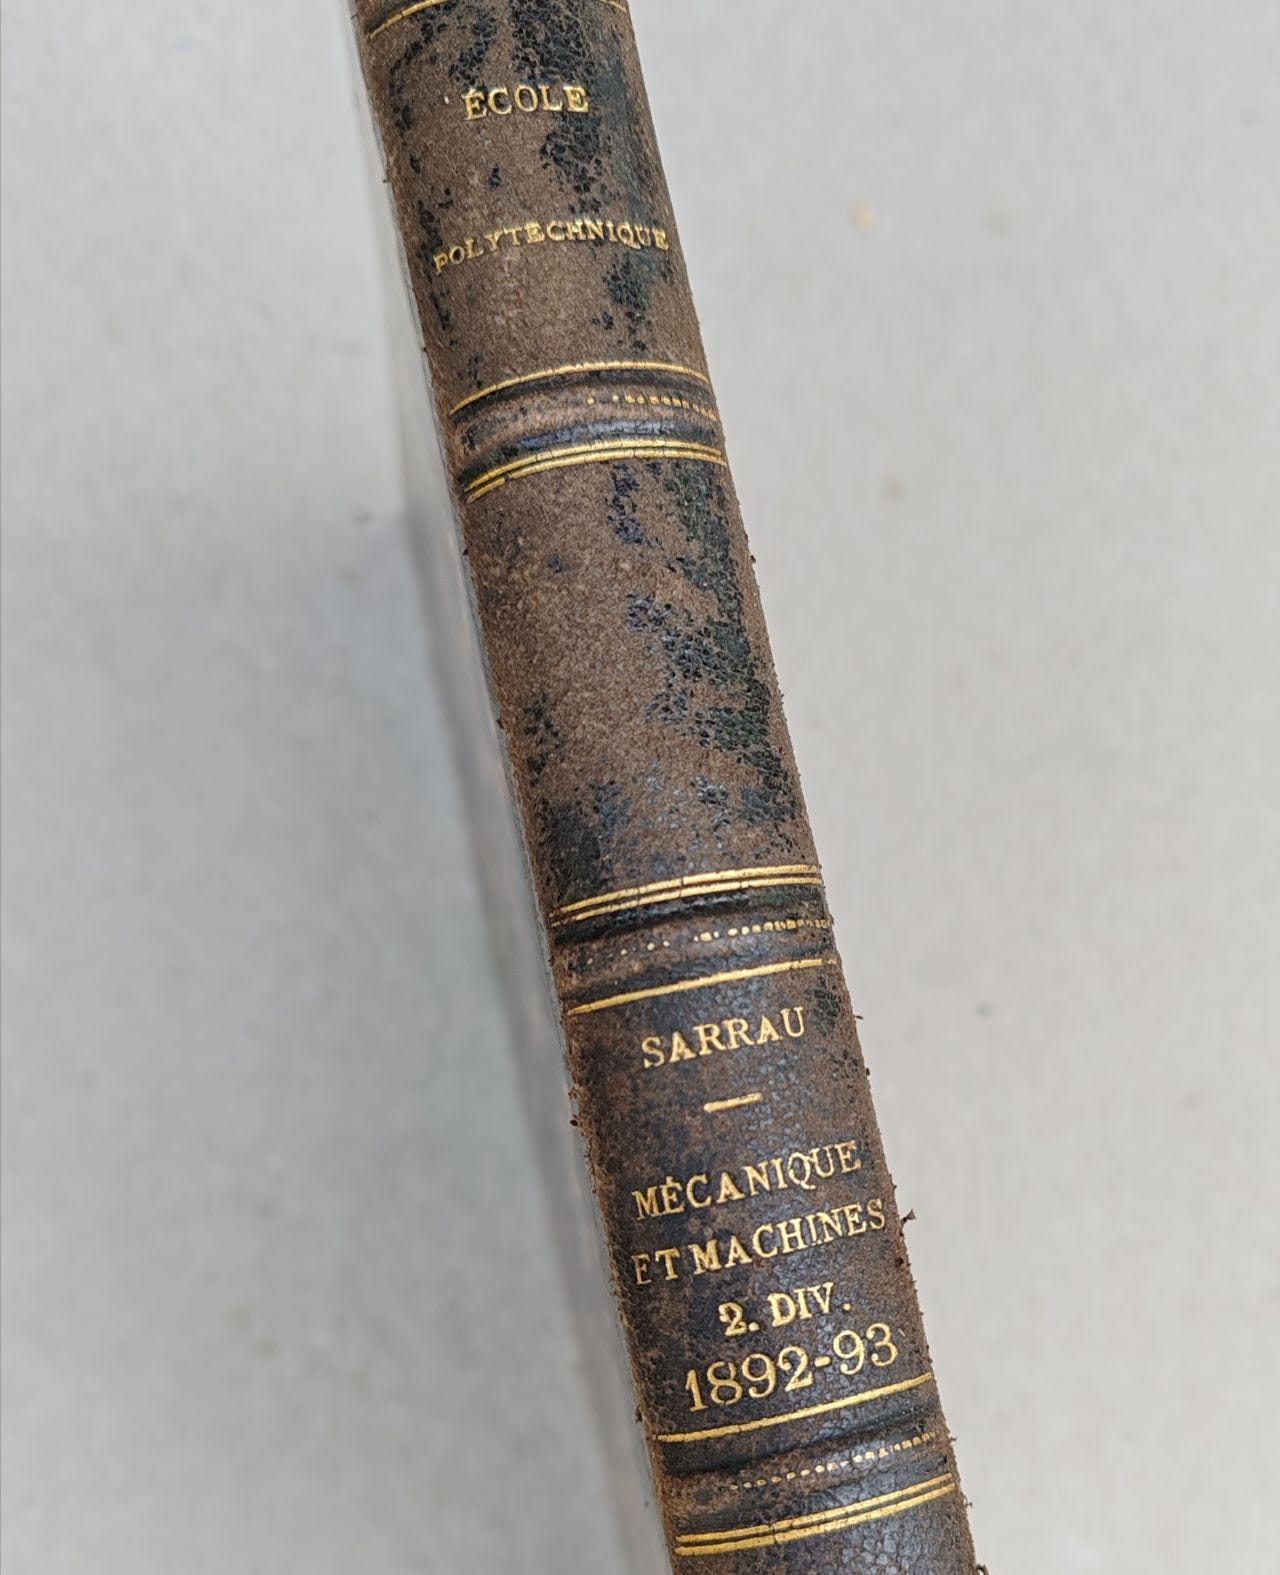 ÉCOLE
POLYTECHNIQUE
SARRAU
MÉCANIQUE
ET MACHINES
2. DIV.
1892-93